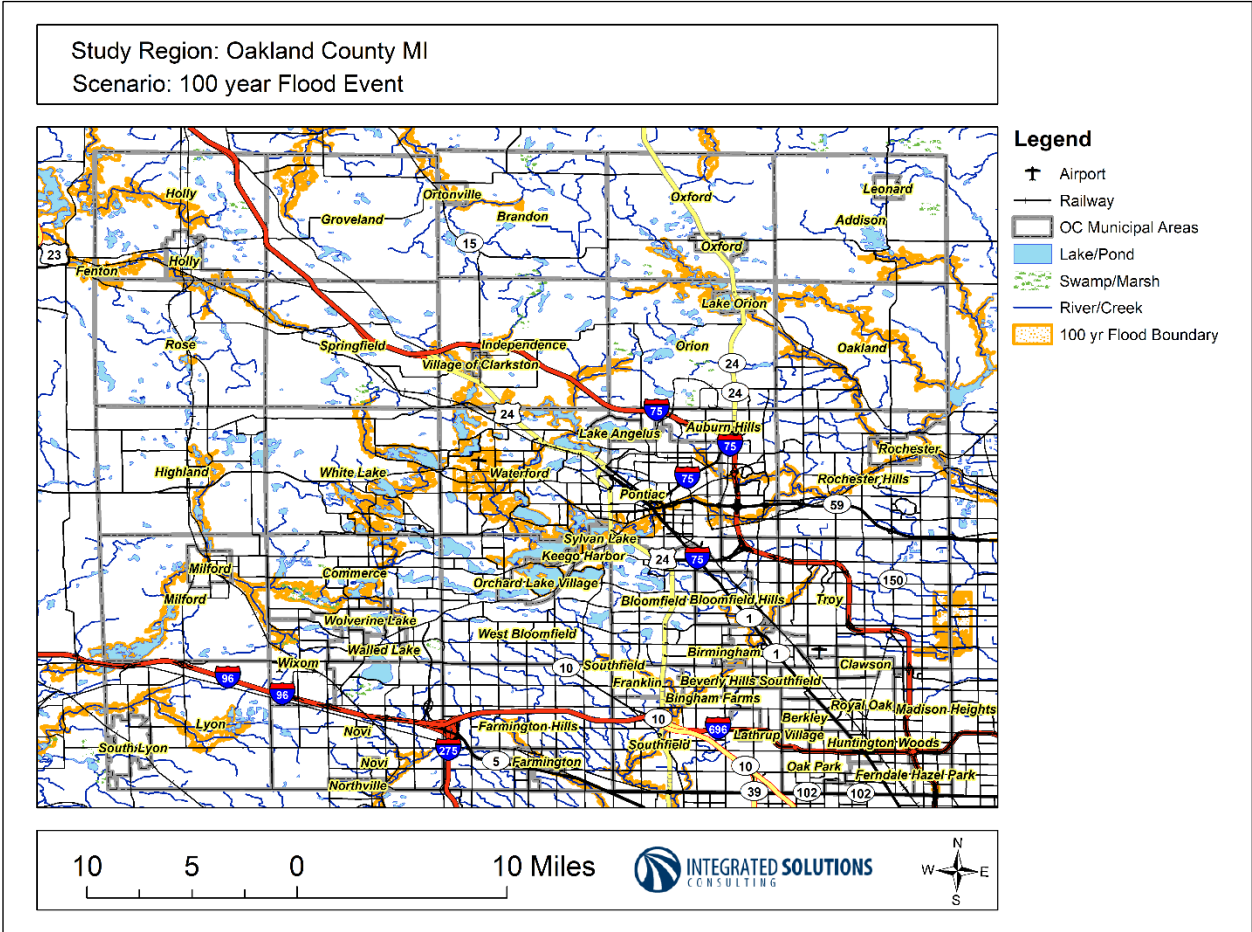 Study Region: Oakland County MI
Scenario: 100 year Flood Event
Legend
Airport
Railway
OC Municipal Areas
Lake/Pond
Swamp/Marsh
River/Creek
100 yr Flood Boundary
Holly
Ortonville
Oxford
Leonard
Groveland
Brandon
Addison
15
Oxford
23
Holly
Fenton
Lake Orion
Rose
Springfield
Independence
Orion
Oakland
Village of Clarkston
24
24
24
75
Lake Angelus
Auburn Hills
75
Rochester
Highland
White Lake
Waterford
75
Rochester Hills
Pontiac
59
Sylvan Lake
Keego Harbor
24
75
Milford
Commerce
Orchard Lake Village
150
Milford
Bloomfield
Bloomfield Hills
Troy
Wolverine Lake
1
West Bloomfield
Walled Lake
Birmingham
1
Wixom
10
Southfield
Clawson
96
Franklin
Beverly Hills
Southfield
96
Bingham Farms
Royal Oak
Madison Heights
Lyon
Novi
Farmington Hills
10
Berkley
696
Lathrup Village
South Lyon
275
Southfield
Huntington Woods
Novi
5
Farmington
10
Oak Park
Ferndale
Hazel Park
Northville
39
102
102
10
5
0
10 Miles
INTEGRATED SOLUTIONS
CONSULTING
N
W
E
S